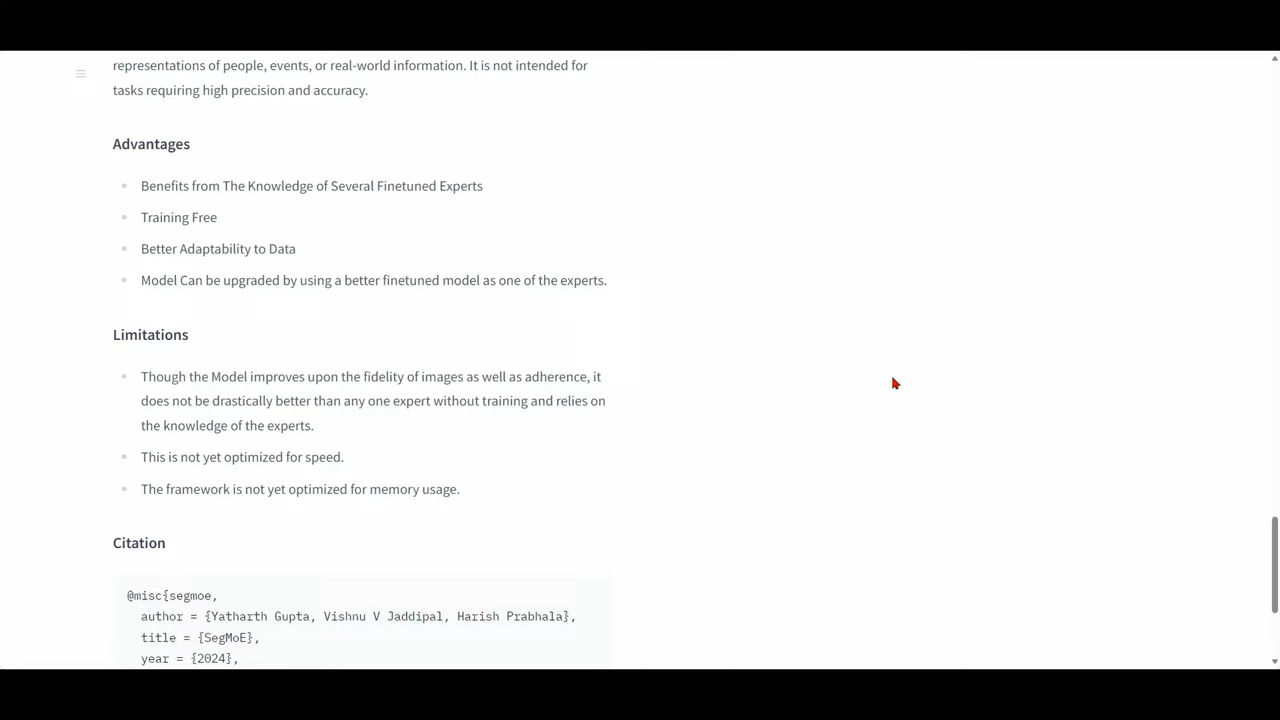 representations of people, events, or real-world information. It is not intended for
tasks requiring high precision and accuracy.
Advantages
Benefits from The Knowledge of Several Finetuned Experts
Training Free
Better Adaptability to Data
Model Can be upgraded by using a better finetuned model as one of the experts.
Limitations
Though the Model improves upon the fidelity of images as well as adherence, it
does not be drastically better than any one expert without training and relies on
the knowledge of the experts.
This is not yet optimized for speed.
The framework is not yet optimized for memory usage.
Citation
@misc{segmoe,
author = {Yatharth Gupta, Vishnu V Jaddipal, Harish Prabhala},
title = {SegMoE},
year = {2024},